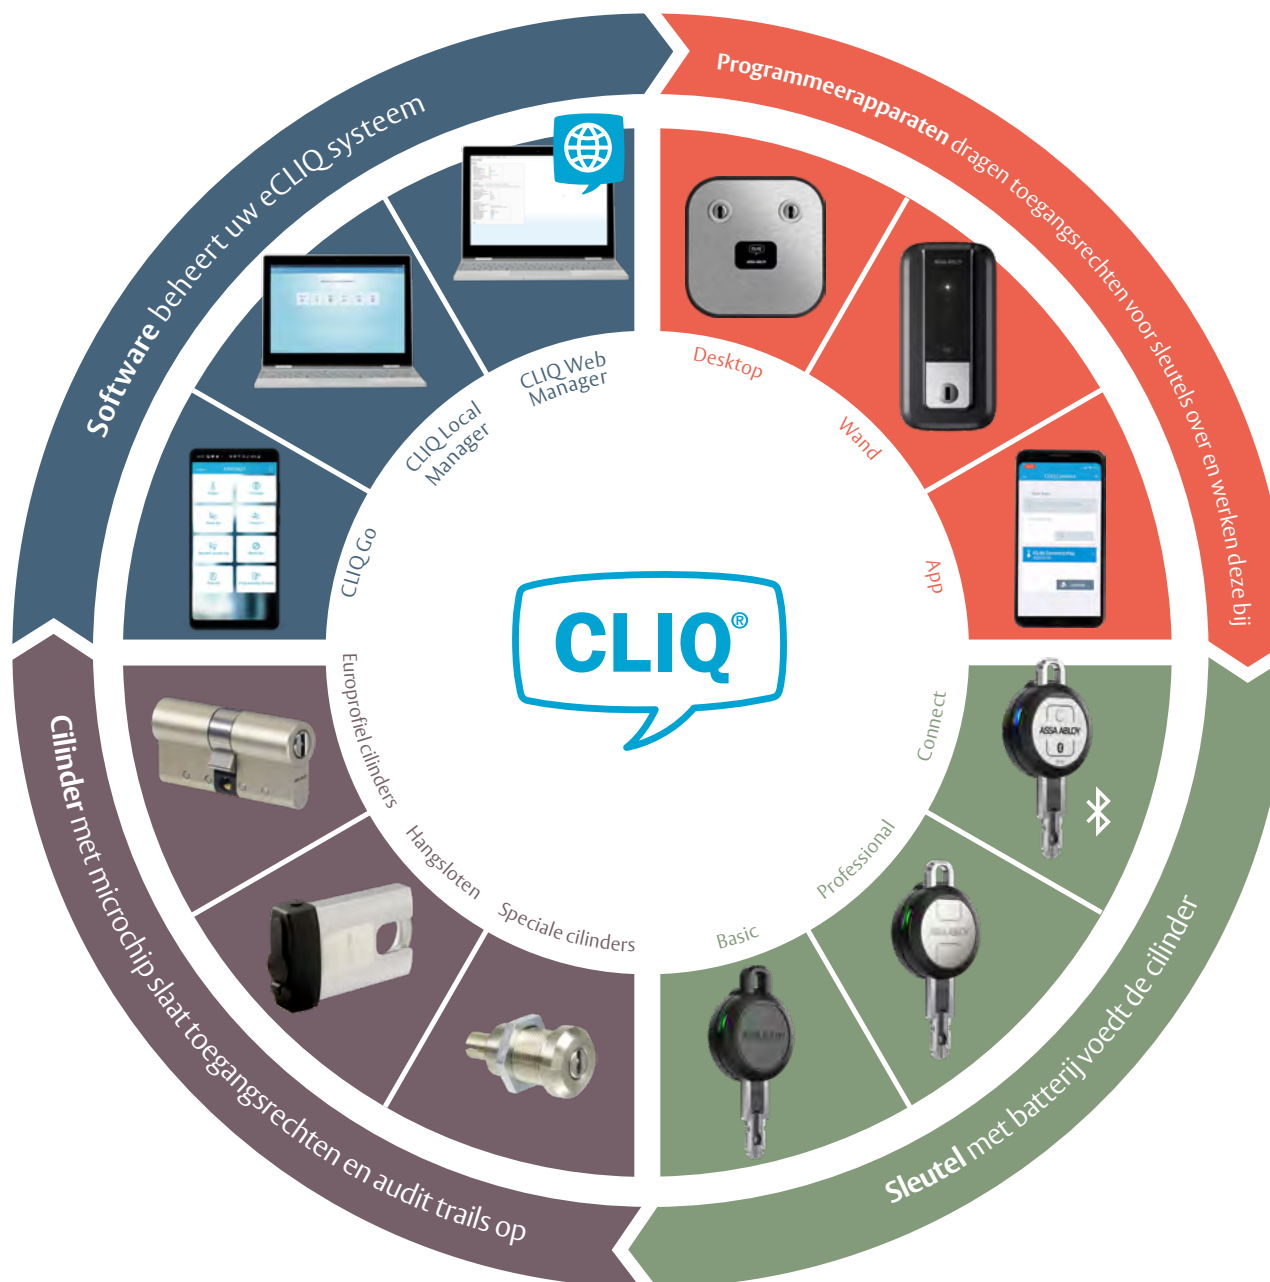 Software beheert uw eCLIQ systeem
Programmeerapparaten dragen toegangsrechten voor sleutels over en werken deze bij
CLIQ Web
Manager
CLIQ Local
Manager
CLIQ Go
Desktop
Wand
App
CLIQ®
Europrofiel cilinders
Hangsloten
Speciale cilinders
Connect
Professional
Basic
ASSA ABLOY
Cilinder met microchip slaat toegangsrechten en audit trails op
Sleutel met batterij voedt de cilinder